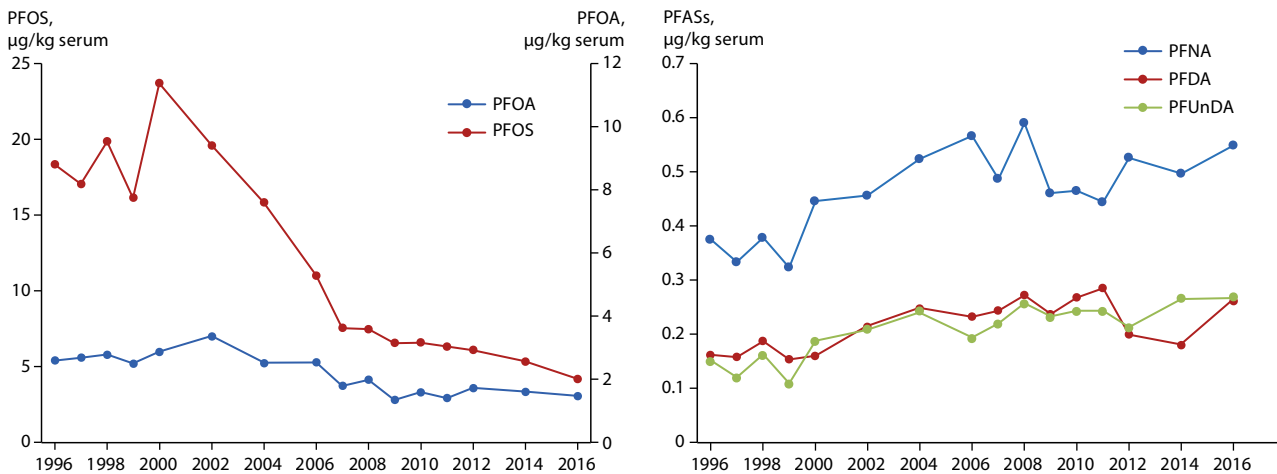 PFOS,
µg/kg serum
PFOA,
µg/kg serum
25
20
15
10
5
0
12
10
8
6
4
2
0
PFOA
PFOS
1996 1998 2000 2002 2004 2006 2008 2010 2012 2014 2016
PFASs,
µg/kg serum
0.7
0.6
0.5
0.4
0.3
0.2
0.1
0
PFNA
PFDA
PFUnDA
1996 1998 2000 2002 2004 2006 2008 2010 2012 2014 2016